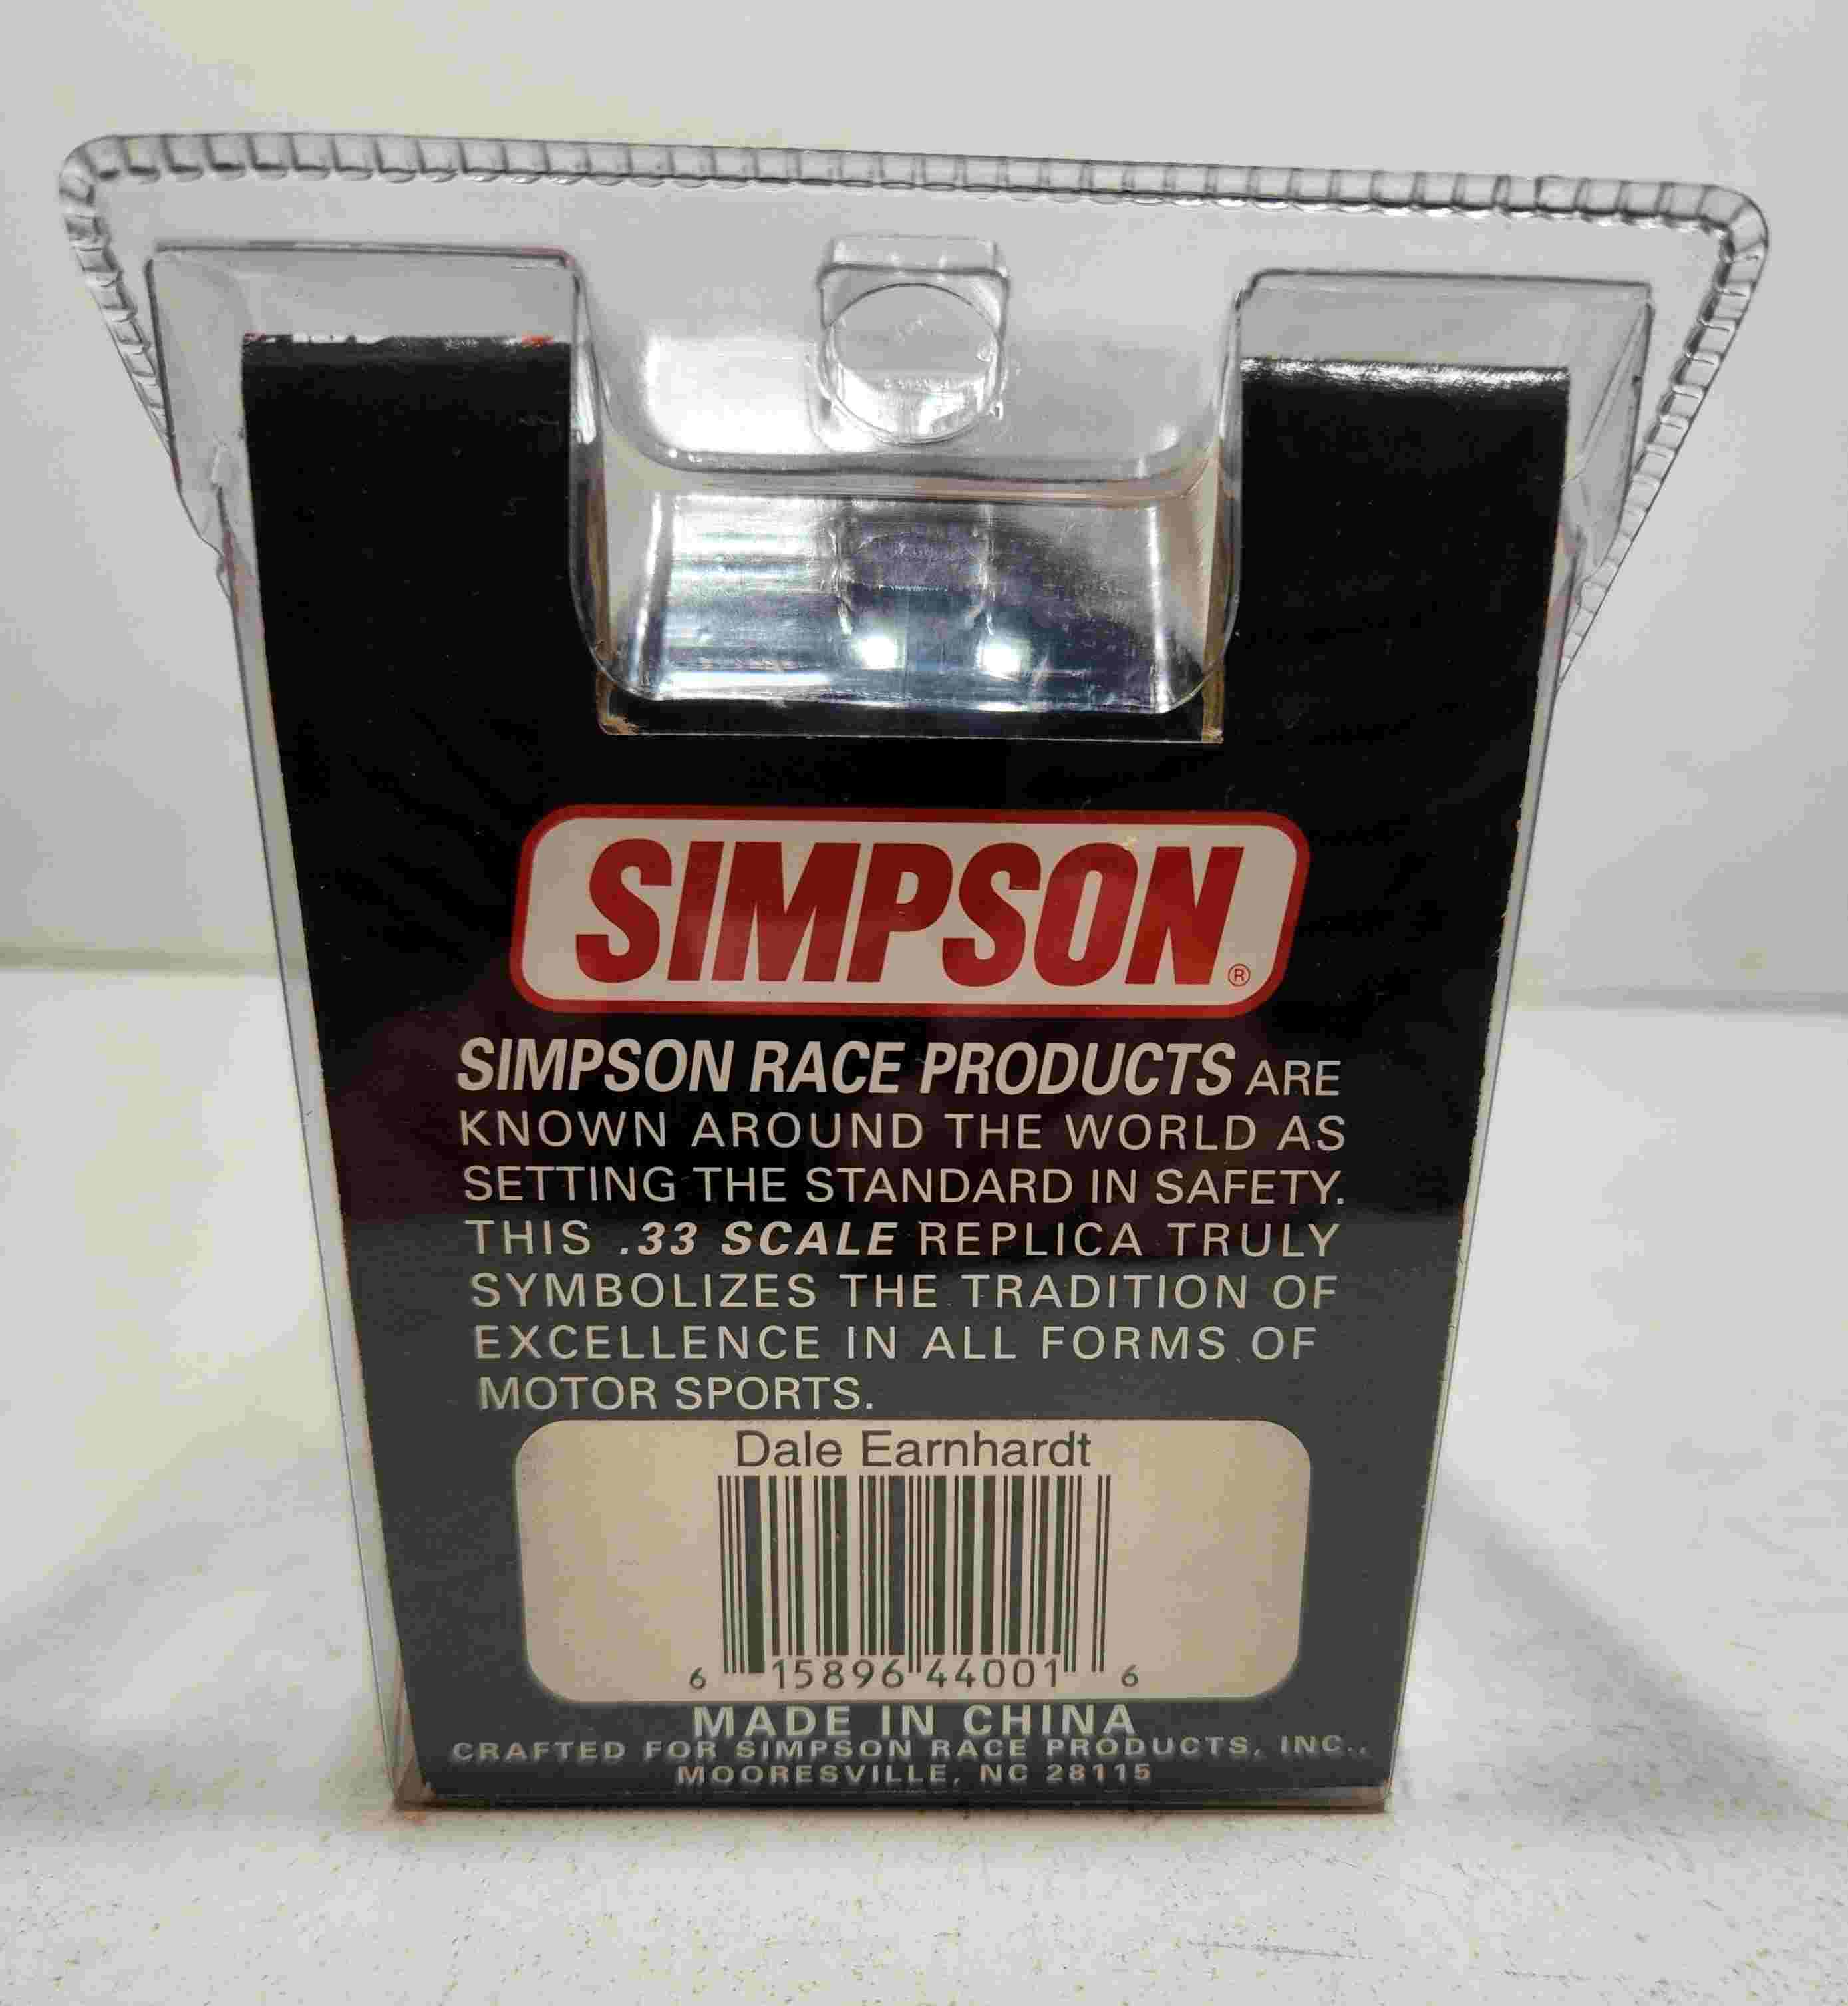 SIMPSON®
SIMPSON RACE PRODUCTS ARE
KNOWN AROUND THE WORLD AS
SETTING THE STANDARD IN SAFETY.
THIS .33 SCALE REPLICA TRULY
SYMBOLIZES THE TRADITION OF
EXCELLENCE IN ALL FORMS OF
MOTOR SPORTS.
Dale Earnhardt
6 15896 44001 6
MADE IN CHINA
CRAFTED FOR SIMPSON RACE PRODUCTS, INC.,
MOORESVILLE, NC 28115